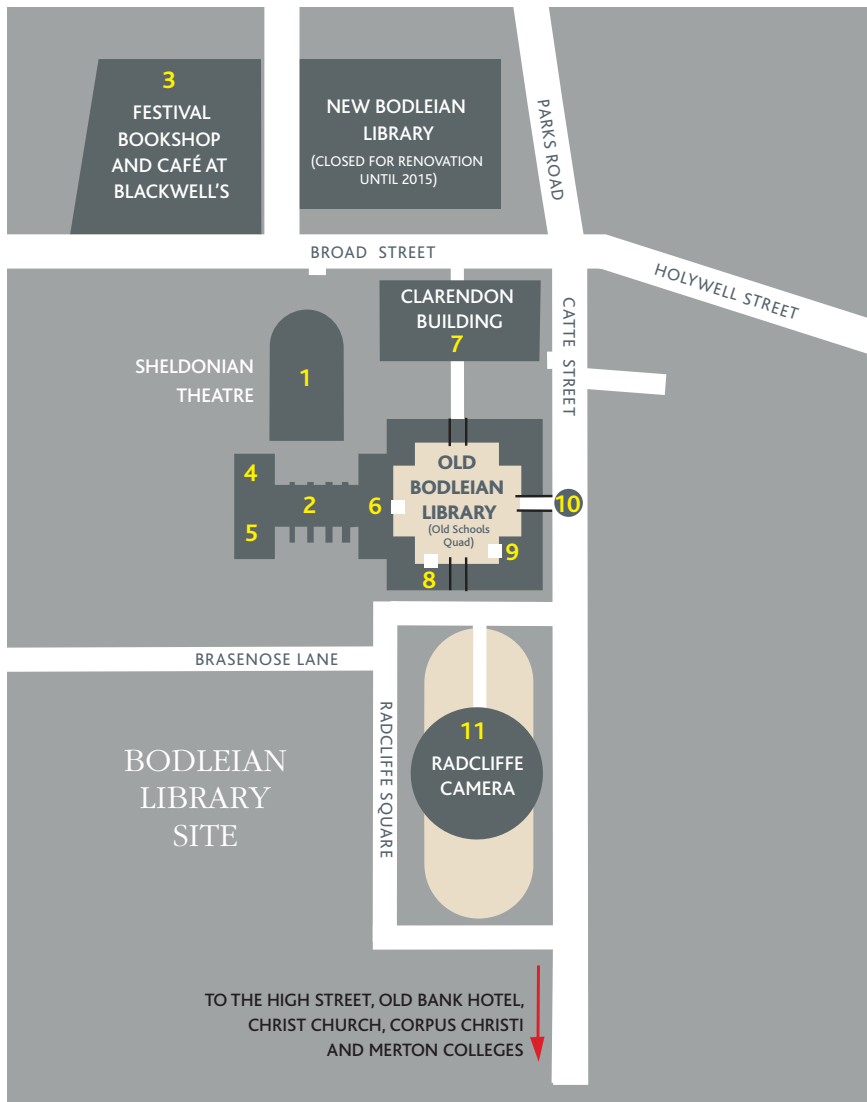 3
FESTIVAL
BOOKSHOP
AND CAFÉ AT
BLACKWELL’S
NEW BODLEIAN
LIBRARY
(CLOSED FOR RENOVATION
UNTIL 2015)
PARKS ROAD
BROAD STREET
HOLYWELL STREET
CLARENDON
BUILDING
7
CATTE STREET
SHELDONIAN
THEATRE
1
4
5
2
6
OLD
BODLEIAN
LIBRARY
(Old Schools
Quad)
10
9
8
BRASENOSE LANE
RADCLIFFE SQUARE
11
RADCLIFFE
CAMERA
BODLEIAN
LIBRARY
SITE
TO THE HIGH STREET, OLD BANK HOTEL,
CHRIST CHURCH, CORPUS CHRISTI
AND MERTON COLLEGES